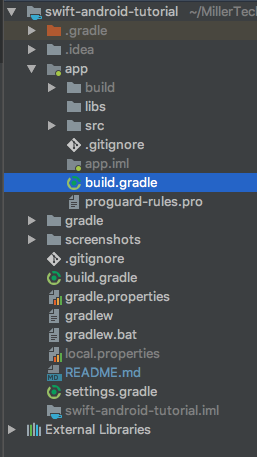 swift-android-tutorial ~/MillerTech
.gradle
.idea
app
build
libs
src
.gitignore
app.iml
build.gradle
proguard-rules.pro
gradle
screenshots
.gitignore
build.gradle
gradle.properties
gradlew
gradlew.bat
local.properties
MD README.md
settings.gradle
swift-android-tutorial.iml
External Libraries